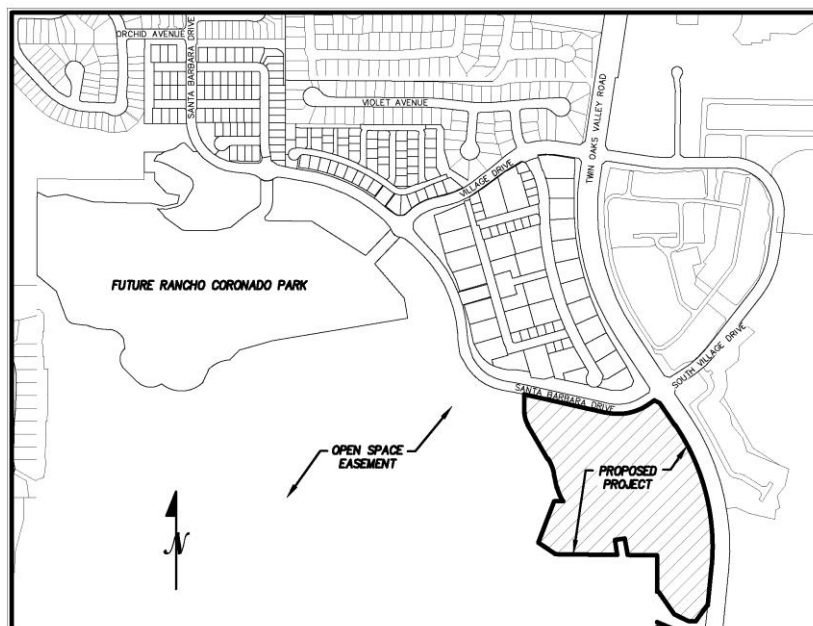 ORCHID AVENUE
SANTA BARBARA DRIVE
VIOLET AVENUE
TWIN OAKS VALLEY ROAD
VILLAGE DRIVE
FUTURE RANCHO CORONADO PARK
SOUTH VILLAGE DRIVE
SANTA BARBARA DRIVE
OPEN SPACE
EASEMENT
PROPOSED
PROJECT
N